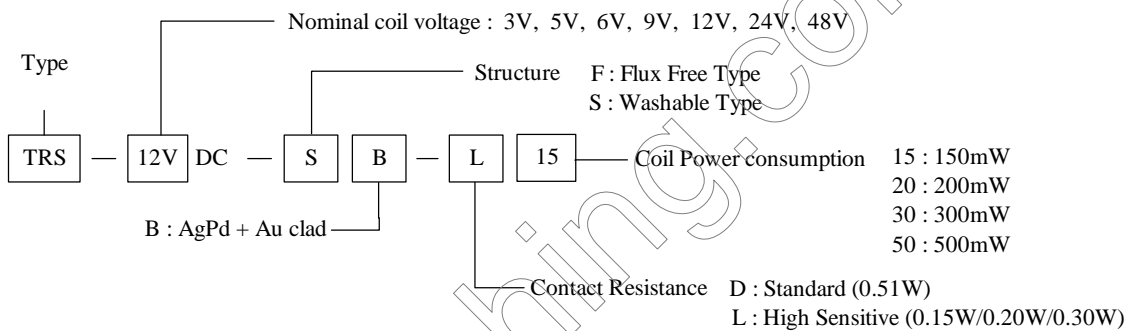 Nominal coil voltage : 3V, 5V, 6V, 9V, 12V, 24V, 48V
Type
Structure F : Flux Free Type
S : Washable Type
TRS — 12V DC — S B — L 15 Coil Power consumption 15 : 150mW
20 : 200mW
30 : 300mW
50 : 500mW
B : AgPd + Au clad
Contact Resistance D : Standard (0.51W)
L : High Sensitive (0.15W/0.20W/0.30W)
hing.co